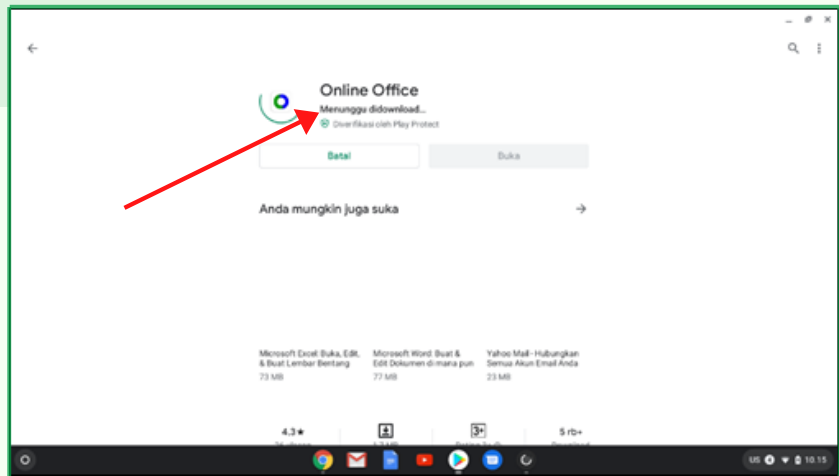 Online Office
Menunggu didownload...
Diverifikasi oleh Play Protect
Batal
Buka
Anda mungkin juga suka
Microsoft Excel: Buka, Edit,
& Buat Lembar Bentang
73 MB
Microsoft Word: Buat &
Edit Dokumen di mana pun
77 MB
Yahoo Mail - Hubungkan
Semua Akun Email Anda
23 MB
4.3★
3+
5 rb+
US
10.15